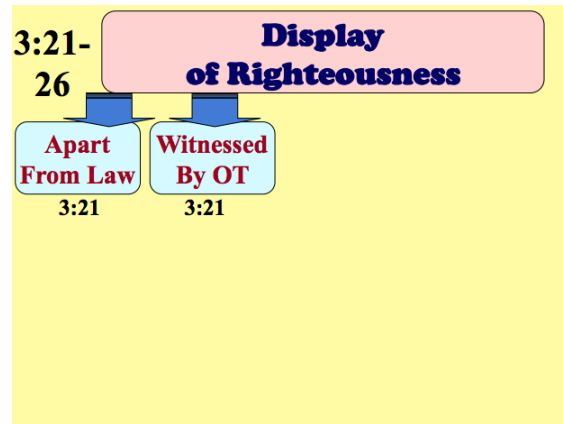 3:21-
26
Display
of Righteousness
Apart
From Law
3:21
Witnessed
By OT
3:21